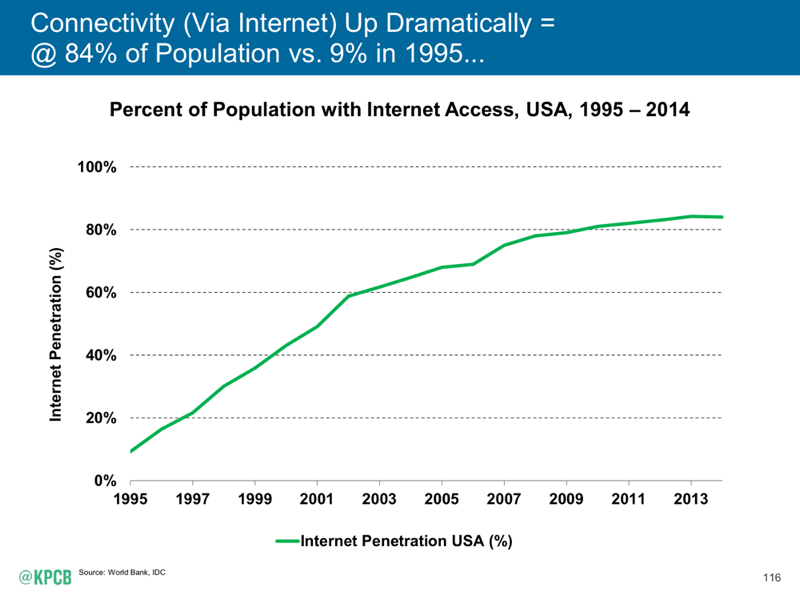 Connectivity (Via Internet) Up Dramatically =
@ 84% of Population vs. 9% in 1995...
Percent of Population with Internet Access, USA, 1995 – 2014
Internet Penetration (%)
100%
80%
60%
40%
20%
0%
1995 1997 1999 2001 2003 2005 2007 2009 2011 2013
Internet Penetration USA (%)
@KPCB
Source: World Bank, IDC
116